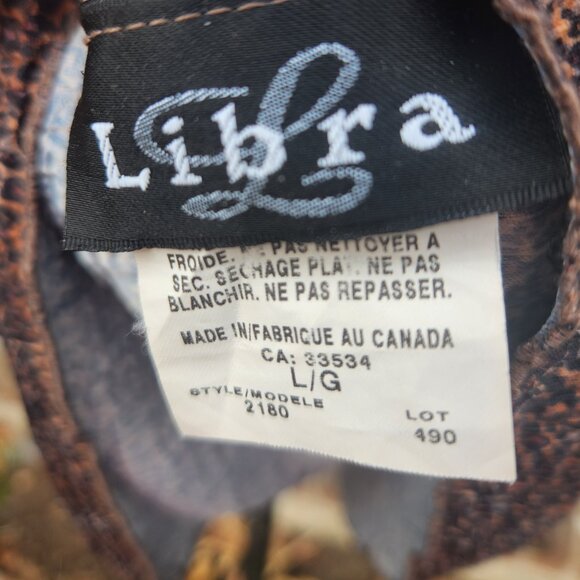 Libra
L
FROIDE. NE PAS NETTOYER A
SEC. SECHAGE PLAT. NE PAS
BLANCHIR. NE PAS REPASSER.
MADE IN/FABRIQUE AU CANADA
CA: 33534
L/G
STYLE/MODELE
2180
LOT
490